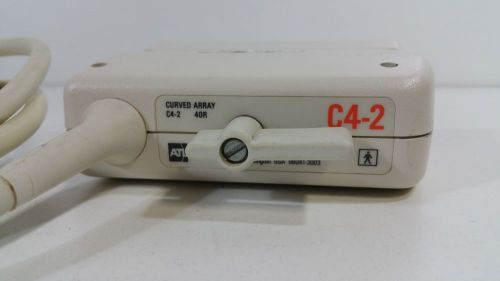 CURVED ARRAY
C4-2 40R
C4-2
ATL
USA 98041-3003